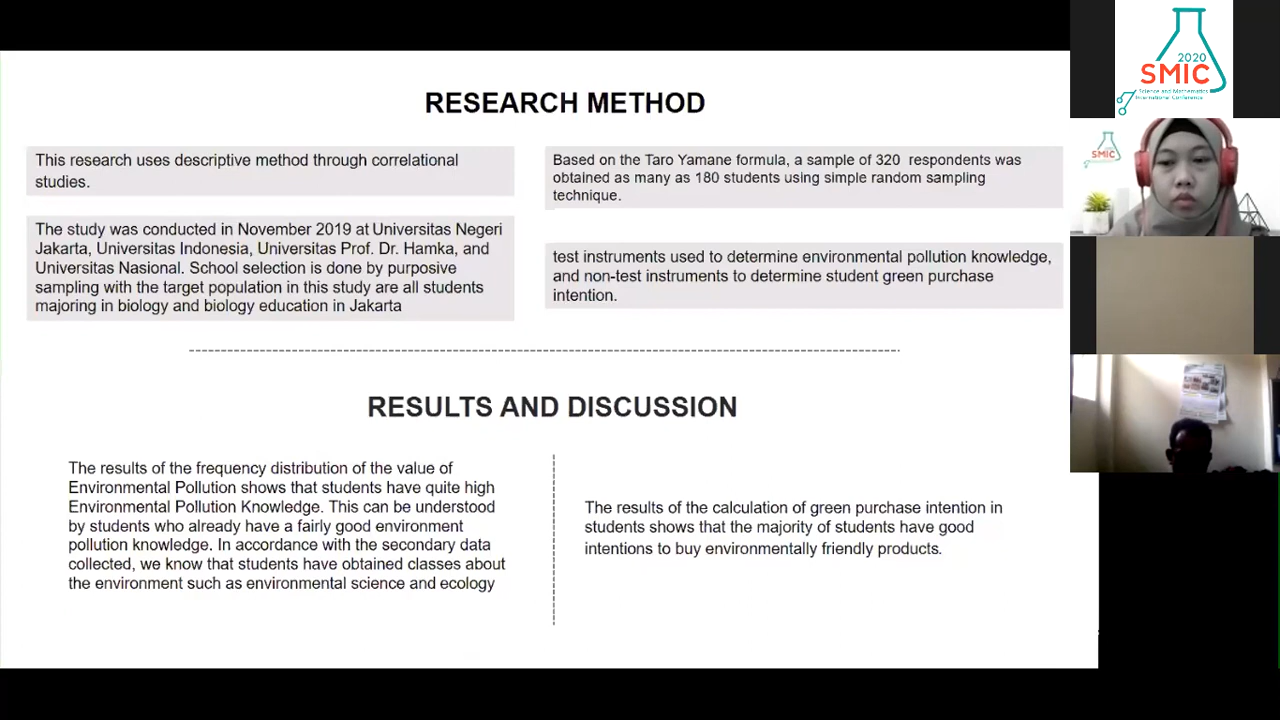 RESEARCH METHOD
This research uses descriptive method through correlational
studies.
The study was conducted in November 2019 at Universitas Negeri
Jakarta, Universitas Indonesia, Universitas Prof. Dr. Hamka, and
Universitas Nasional. School selection is done by purposive
sampling with the target population in this study are all students
majoring in biology and biology education in Jakarta
Based on the Taro Yamane formula, a sample of 320 respondents was
obtained as many as 180 students using simple random sampling
technique.
test instruments used to determine environmental pollution knowledge,
and non-test instruments to determine student green purchase
intention.
RESULTS AND DISCUSSION
The results of the frequency distribution of the value of
Environmental Pollution shows that students have quite high
Environmental Pollution Knowledge. This can be understood
by students who already have a fairly good environment
pollution knowledge. In accordance with the secondary data
collected, we know that students have obtained classes about
the environment such as environmental science and ecology
The results of the calculation of green purchase intention in
students shows that the majority of students have good
intentions to buy environmentally friendly products.
2020
SMIC
Science and Mathematics
International Conference
SMIC